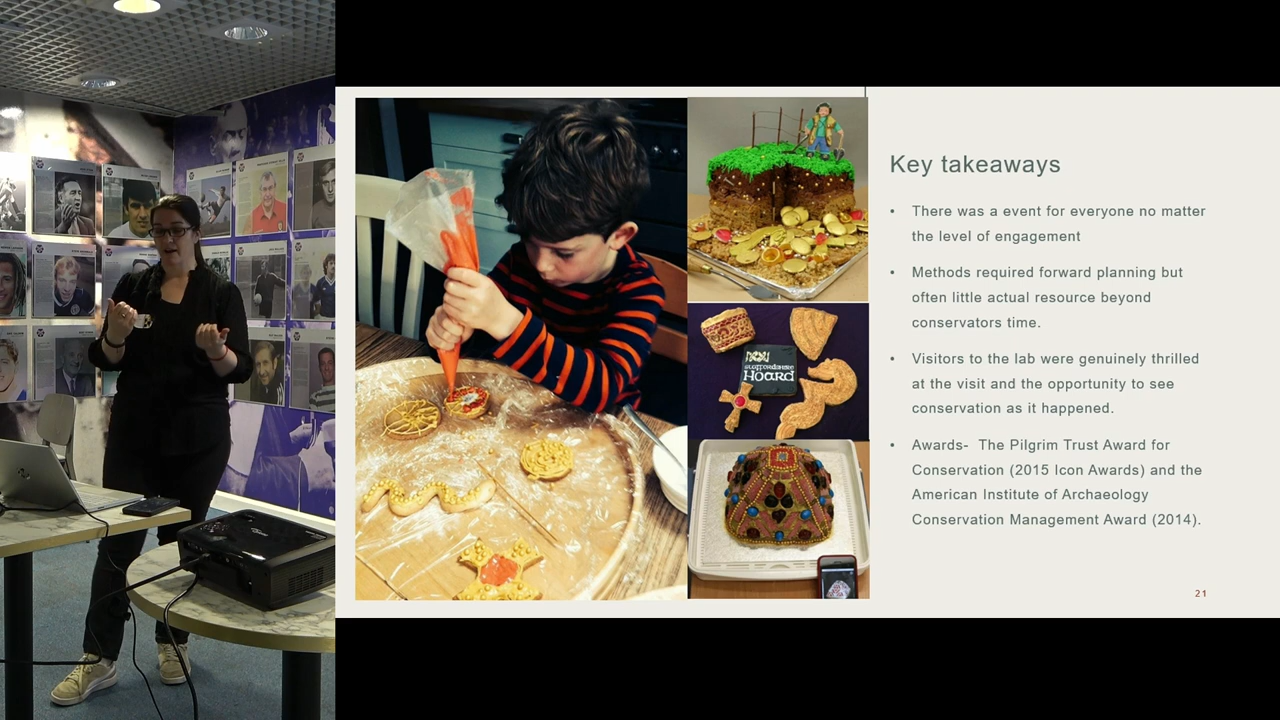 Key takeaways
• There was a event for everyone no matter
the level of engagement
• Methods required forward planning but
often little actual resource beyond
conservators time.
• Visitors to the lab were genuinely thrilled
at the visit and the opportunity to see
conservation as it happened.
• Awards- The Pilgrim Trust Award for
Conservation (2015 Icon Awards) and the
American Institute of Archaeology
Conservation Management Award (2014).
21
Staffordshire
Hoard